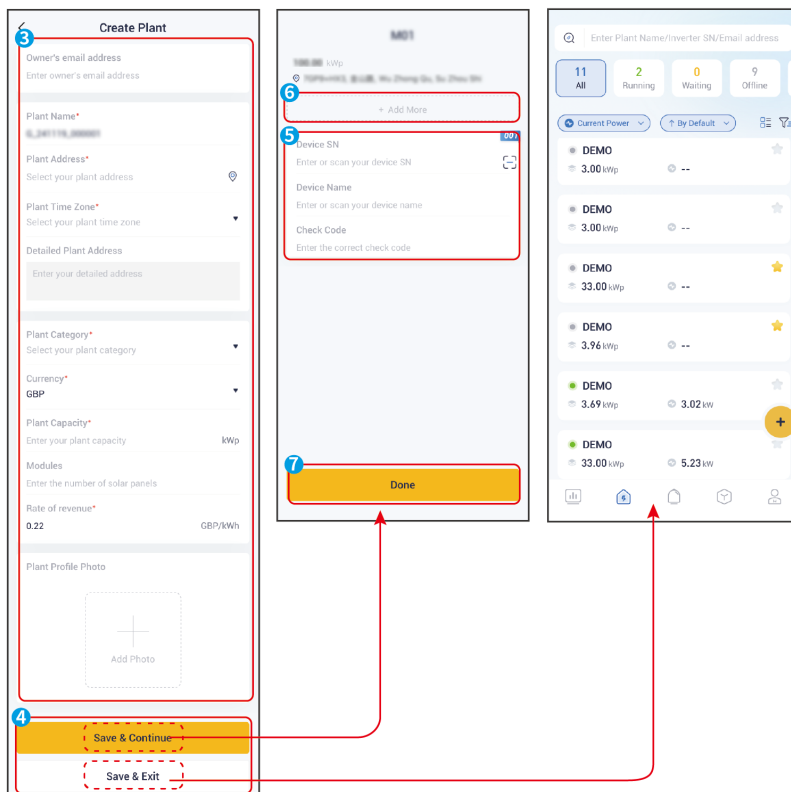 Create Plant
3
Owner's email address
Enter owner's email address
Plant Name*
G_241119_000001
Plant Address*
Select your plant address
Plant Time Zone*
Select your plant time zone
Detailed Plant Address
Enter your detailed address
Plant Category*
Select your plant category
Currency*
GBP
Plant Capacity*
Enter your plant capacity kWp
Modules
Enter the number of solar panels
Rate of revenue*
0.22 GBP/kWh
Plant Profile Photo
Add Photo
4
Save & Continue
Save & Exit
M01
100.00 kWp
6
+ Add More
5
001
Device SN
Enter or scan your device SN
Device Name
Enter or scan your device name
Check Code
Enter the correct check code
7
Done
Enter Plant Name/Inverter SN/Email address
11 2 0 9
All Running Waiting Offline
Current Power ↑ By Default
DEMO
3.00 kWp --
DEMO
3.00 kWp --
DEMO
33.00 kWp --
DEMO
3.96 kWp --
DEMO
3.69 kWp 3.02 kW
+
DEMO
33.00 kWp 5.23 kW